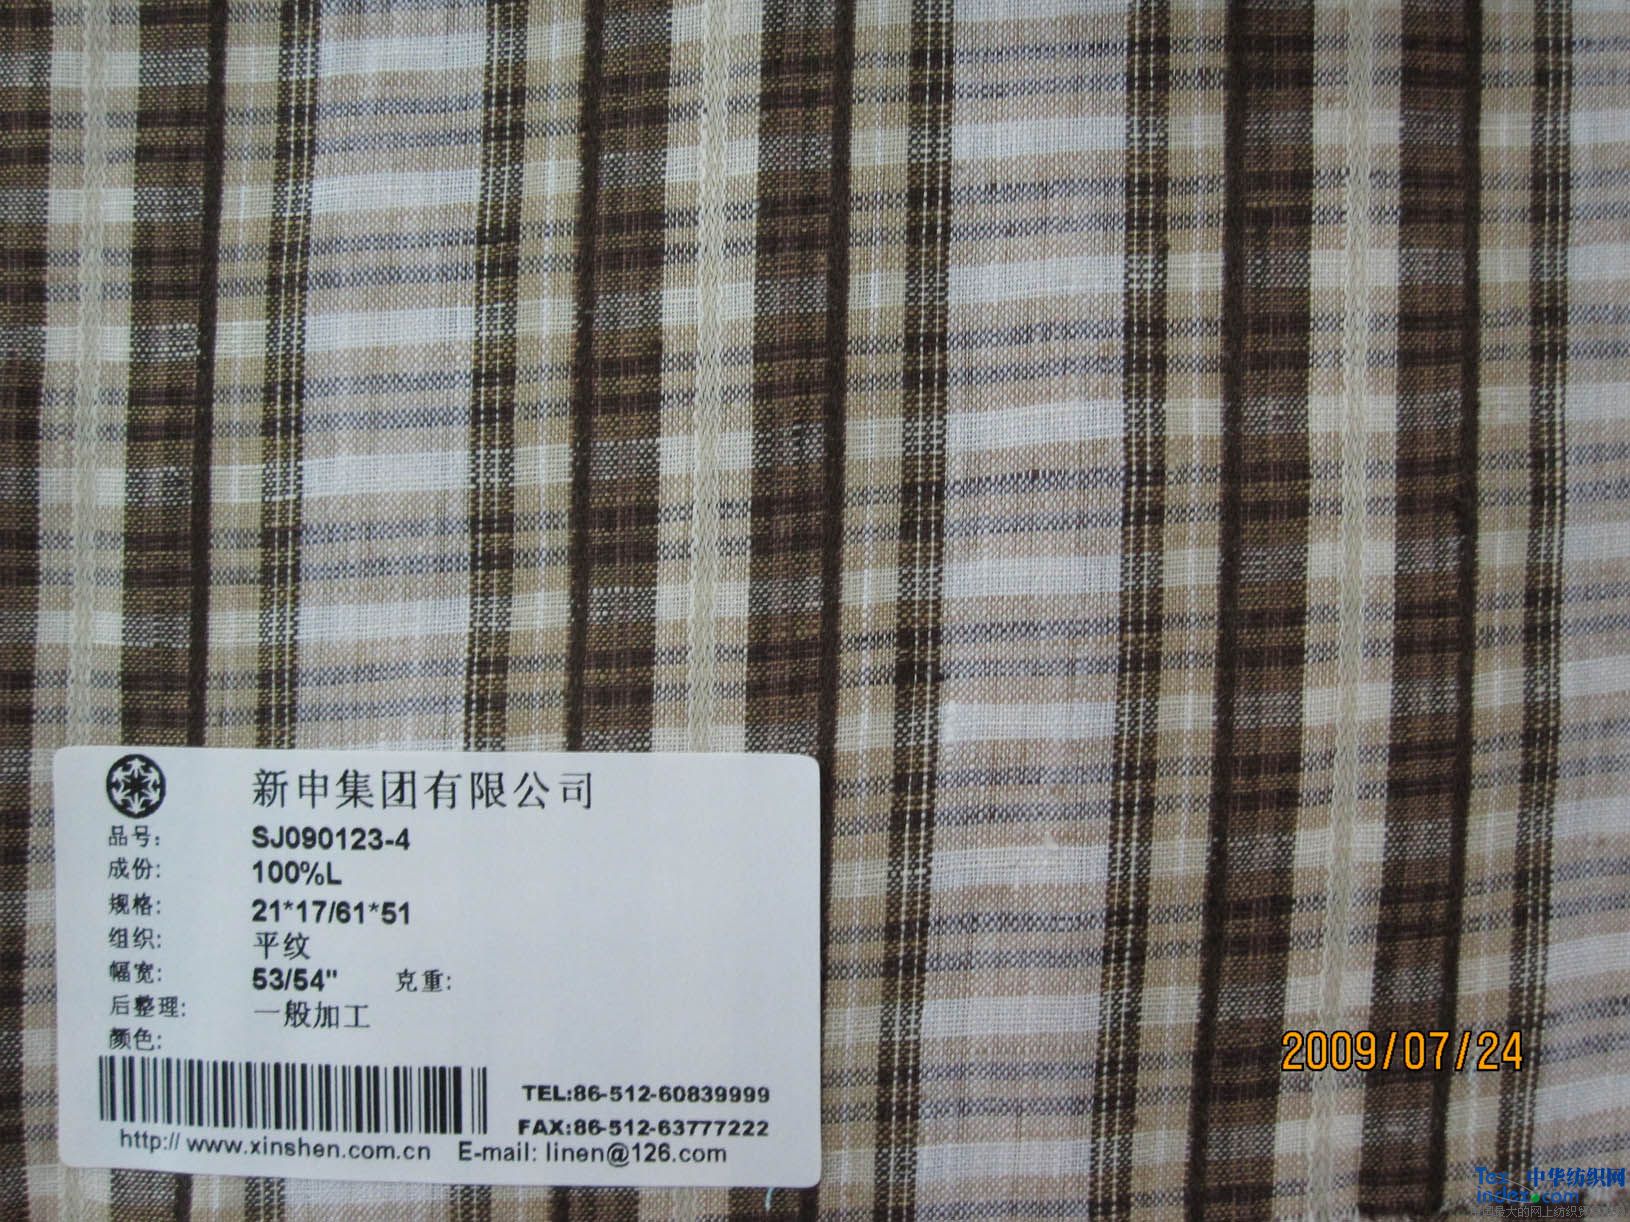 新申集团有限公司
品号: SJ090123-4
成份: 100%L
规格: 21*17/61*51
组织: 平纹
幅宽: 53/54" 克重:
后整理: 一般加工
颜色:
TEL:86-512-60839999
FAX:86-512-63777222
http:// www.xinshen.com.cn E-mail: linen@126.com
2009/07/24
Tex 中华纺织网
index.com